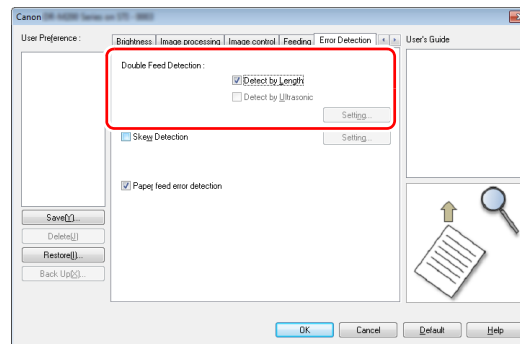 Canon
User Preference :
Brightness Image processing Image control Feeding Error Detection
User's Guide
Double Feed Detection :
Detect by Length
Detect by Ultrasonic
Setting...
Skew Detection
Setting...
Paper feed error detection
Save(Y)...
Delete(J)
Restore(I)...
Back Up(X)...
OK
Cancel
Default
Help